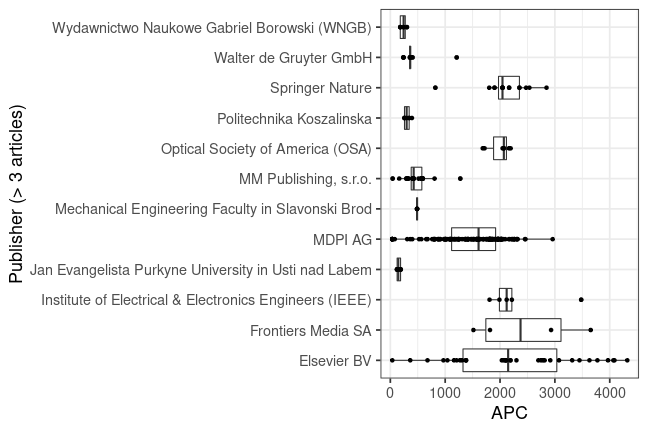 Publisher (> 3 articles)
Wydawnictwo Naukowe Gabriel Borowski (WNGB)
Walter de Gruyter GmbH
Springer Nature
Politechnika Koszalinska
Optical Society of America (OSA)
MM Publishing, s.r.o.
Mechanical Engineering Faculty in Slavonski Brod
MDPI AG
Jan Evangelista Purkyne University in Usti nad Labem
Institute of Electrical & Electronics Engineers (IEEE)
Frontiers Media SA
Elsevier BV
0 1000 2000 3000 4000
APC